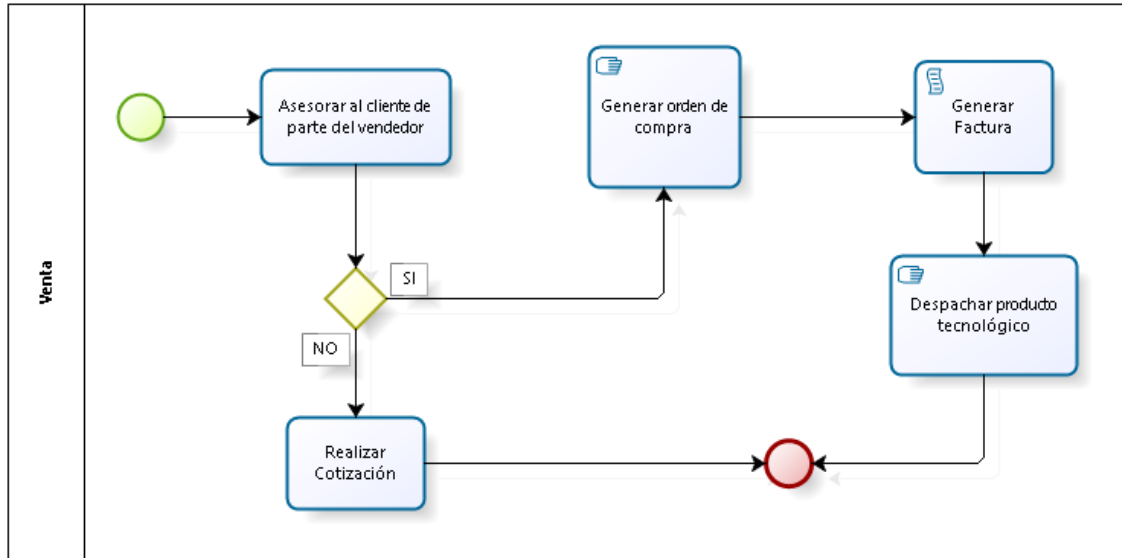 Venta
Asesorar al cliente de
parte del vendedor
Generar orden de
compra
Generar
Factura
SI
Despachar producto
tecnológico
NO
Realizar
Cotización